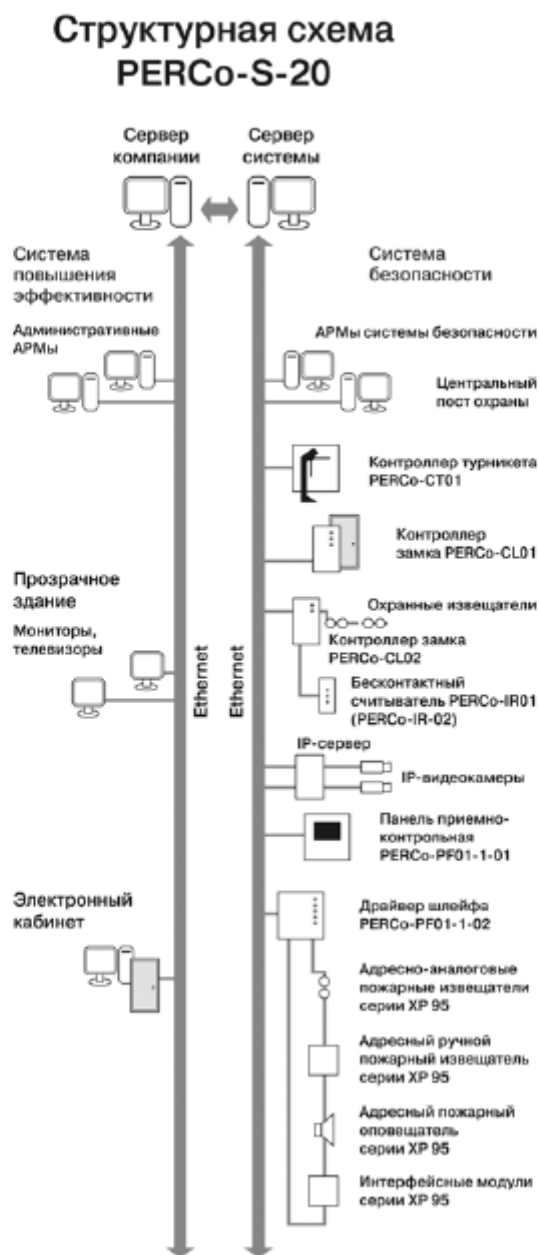 Структурная схема
PERCo-S-20
Сервер
компании
Сервер
системы
Система
повышения
эффективности
Система
безопасности
Административные
АРМы
АРМы системы безопасности
Центральный
пост охраны
Контроллер турникета
PERCo-CT01
Контроллер
замка PERCo-CL01
Прозрачное
здание
Мониторы,
телевизоры
Охранные извещатели
Контроллер замка
PERCo-CL02
Ethernet
Ethernet
Бесконтактный
считыватель PERCo-IR01
(PERCo-IR-02)
IP-сервер
IP-видеокамеры
Панель приемно-
контрольная
PERCo-PF01-1-01
Электронный
кабинет
Драйвер шлейфа
PERCo-PF01-1-02
Адресно-аналоговые
пожарные извещатели
серии XP 95
Адресный ручной
пожарный извещатель
серии XP 95
Адресный пожарный
оповещатель
серии XP 95
Интерфейсные модули
серии XP 95